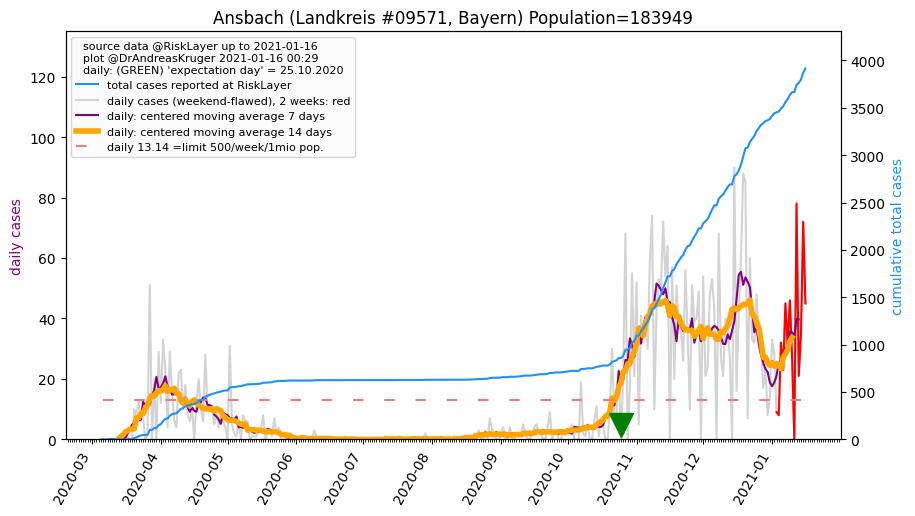 Ansbach (Landkreis #09571, Bayern) Population=183949
source data @RiskLayer up to 2021-01-16
plot @DrAndreasKruger 2021-01-16 00:29
daily: (GREEN) 'expectation day' = 25.10.2020
total cases reported at RiskLayer
daily cases (weekend-flawed), 2 weeks: red
daily: centered moving average 7 days
daily: centered moving average 14 days
daily 13.14 =limit 500/week/1mio pop.
daily cases
120
100
80
60
40
20
0
cumulative total cases
4000
3500
3000
2500
2000
1500
1000
500
0
2020-03
2020-04
2020-05
2020-06
2020-07
2020-08
2020-09
2020-10
2020-11
2020-12
2021-01